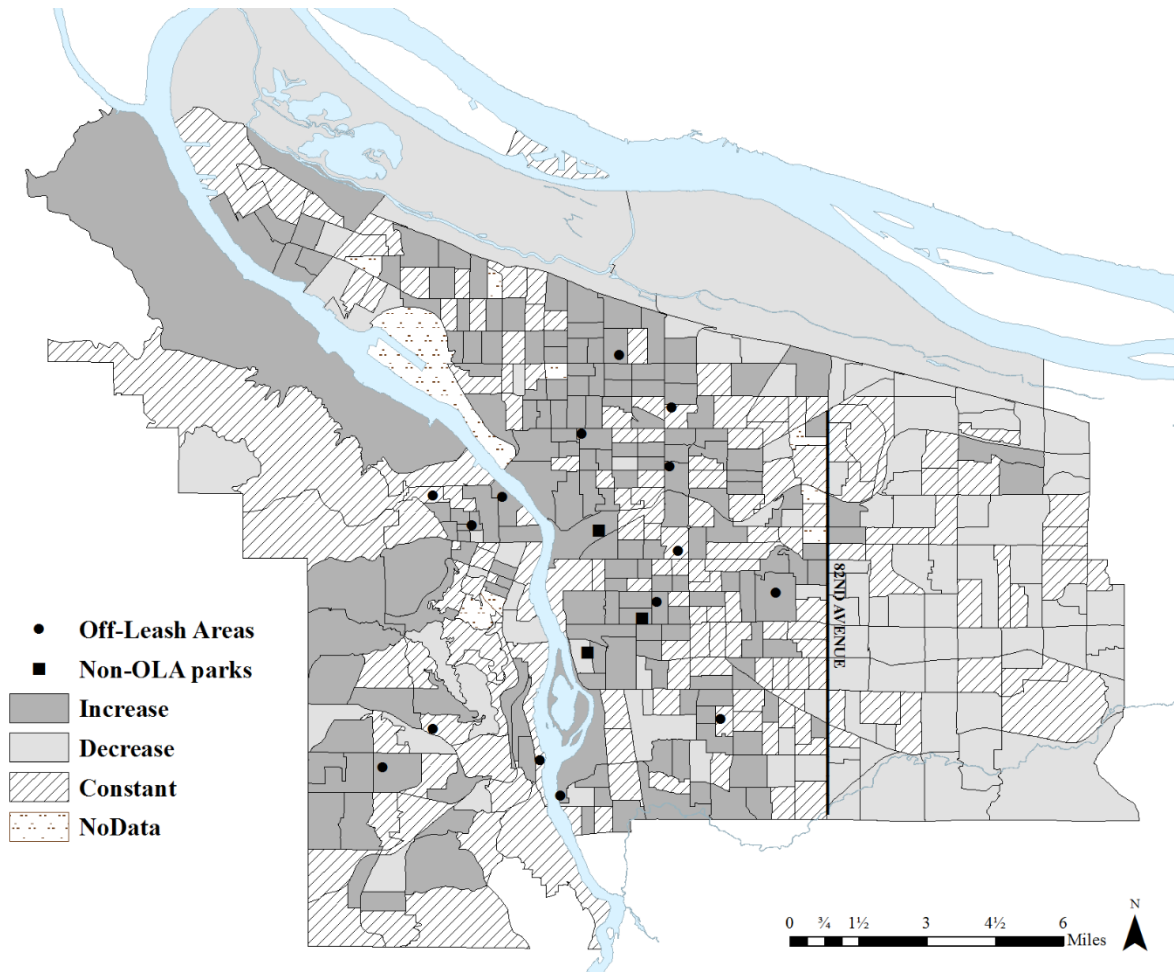 82ND AVENUE
Off-Leash Areas
Non-OLA parks
Increase
Decrease
Constant
NoData
N
0 ¾ 1½ 3 4½ 6
Miles